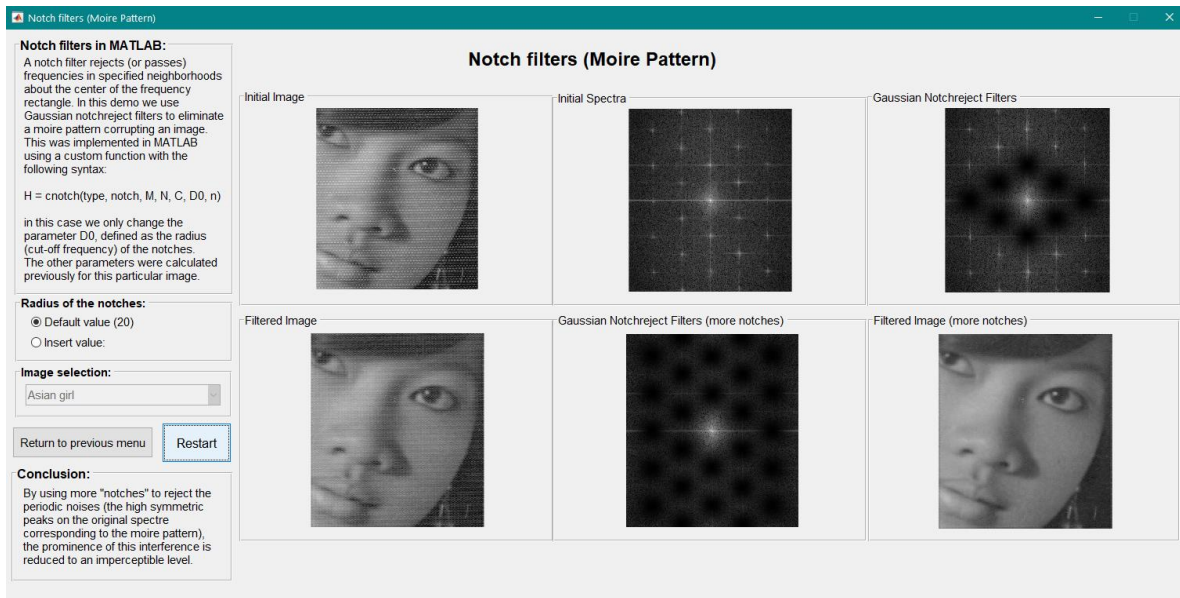 Notch filters (Moire Pattern)
Notch filters in MATLAB:
A notch filter rejects (or passes)
frequencies in specified neighborhoods
about the center of the frequency
rectangle. In this demo we use
Gaussian notchreject filters to eliminate
a moire pattern corrupting an image.
This was implemented in MATLAB
using a custom function with the
following syntax:
H = cnotch(type, notch, M, N, C, D0, n)
in this case we only change the
parameter D0, defined as the radius
(cut-off frequency) of the notches.
The other parameters were calculated
previously for this particular image.
Radius of the notches:
Default value (20)
Insert value:
Image selection:
Asian girl
Return to previous menu
Restart
Conclusion:
By using more "notches" to reject the
periodic noises (the high symmetric
peaks on the original spectre
corresponding to the moire pattern),
the prominence of this interference is
reduced to an imperceptible level.
Notch filters (Moire Pattern)
Initial Image
Initial Spectra
Gaussian Notchreject Filters
Filtered Image
Gaussian Notchreject Filters (more notches)
Filtered Image (more notches)